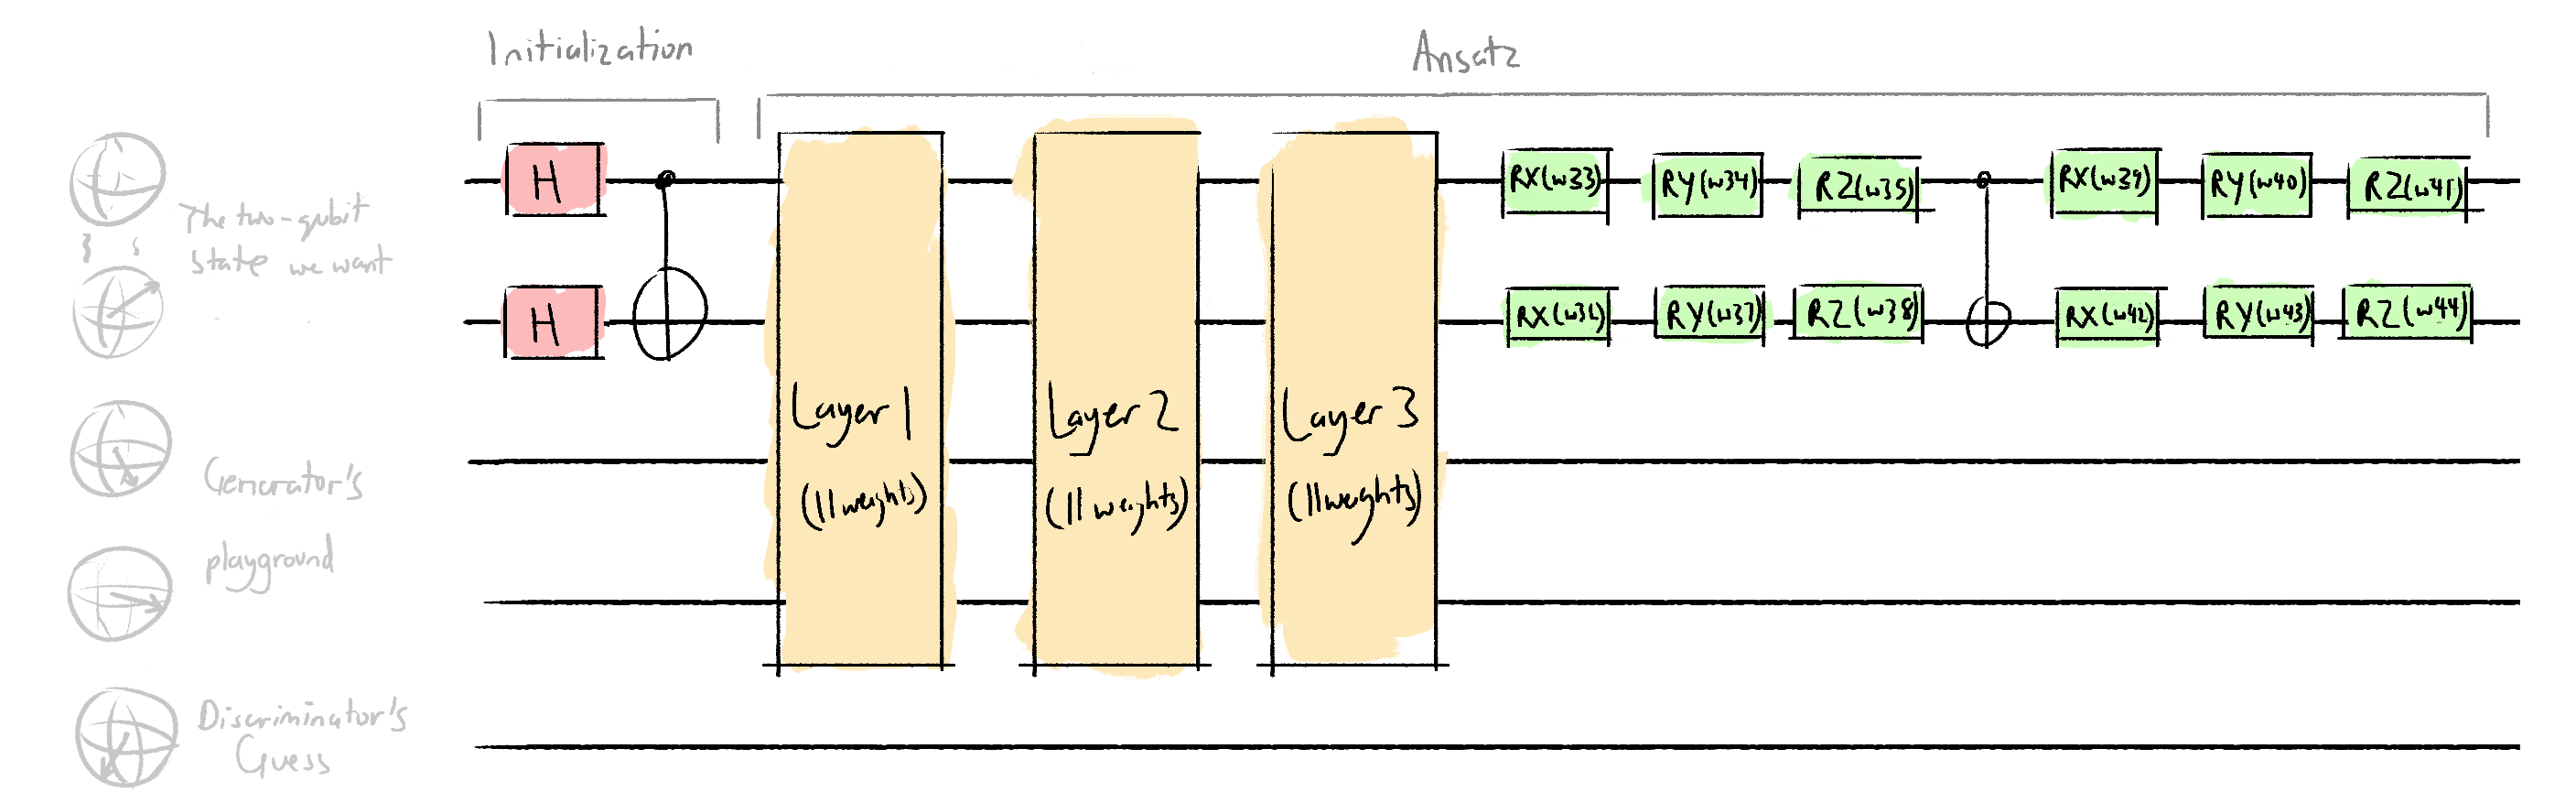 Initialization
Ansatz
H
RX(w33) RY(w34) RZ(w35) RX(w39) RY(w40) RZ(w41)
The two-qubit
state we want
H
RX(w36) RY(w37) RZ(w38) RX(w42) RY(w43) RZ(w44)
Layer 1
(11 weights)
Layer 2
(11 weights)
Layer 3
(11 weights)
Generator's
playground
Discriminator's
Guess